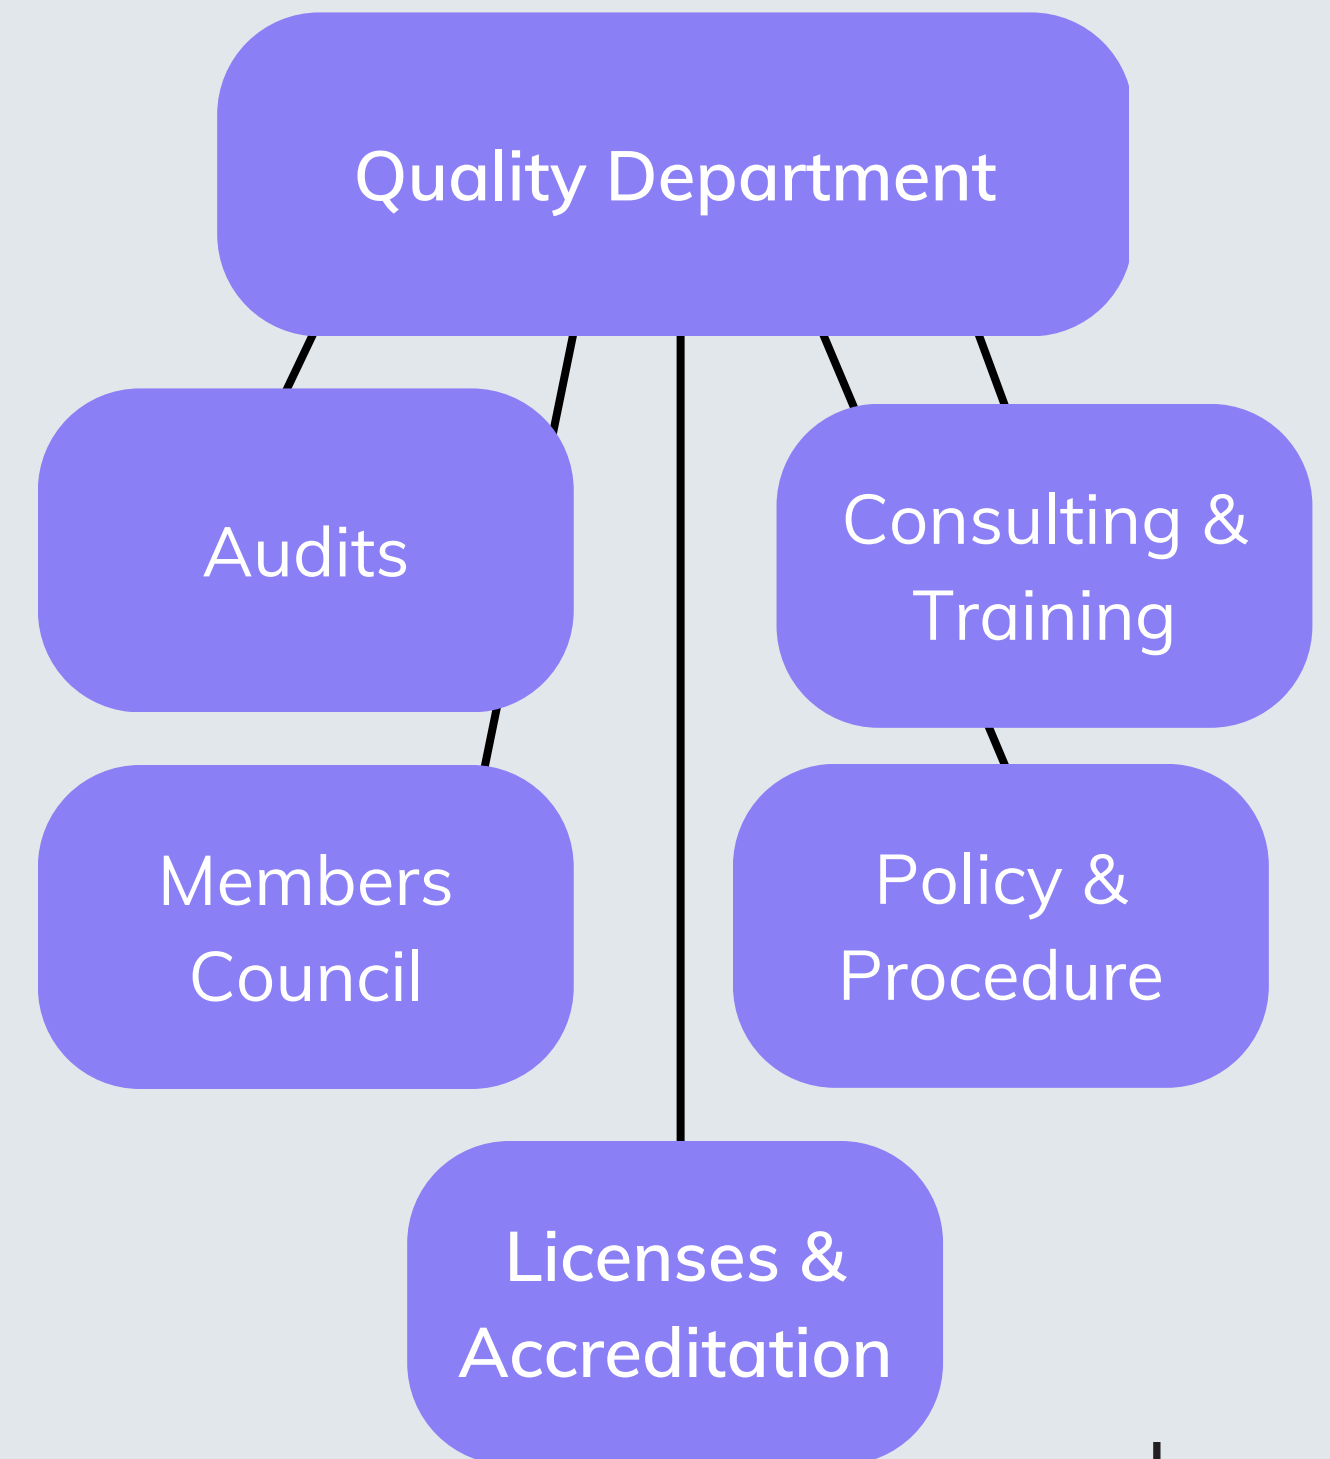 Quality Department
Audits
Consulting &
Training
Members
Council
Policy &
Procedure
Licenses &
Accreditation